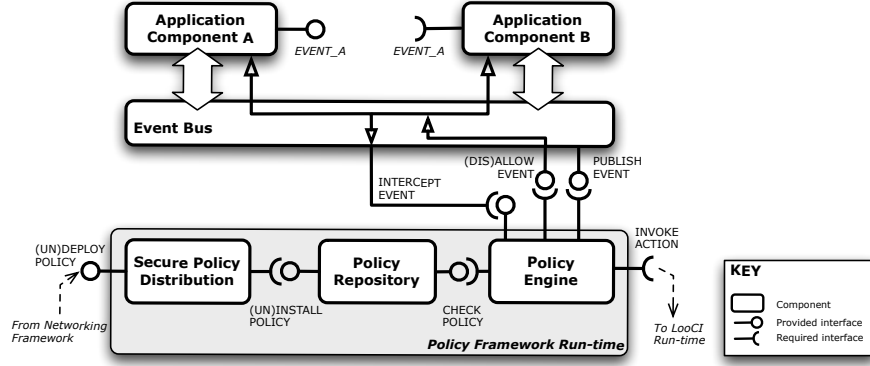 Application
Component A
EVENT_A
EVENT_A
Application
Component B
Event Bus
(DIS)ALLOW
EVENT
PUBLISH
EVENT
INTERCEPT
EVENT
(UN)DEPLOY
POLICY
Secure Policy
Distribution
(UN)INSTALL
POLICY
Policy
Repository
CHECK
POLICY
Policy
Engine
INVOKE
ACTION
From Networking
Framework
Policy Framework Run-time
To LooCI
Run-time
KEY
Component
Provided interface
Required interface